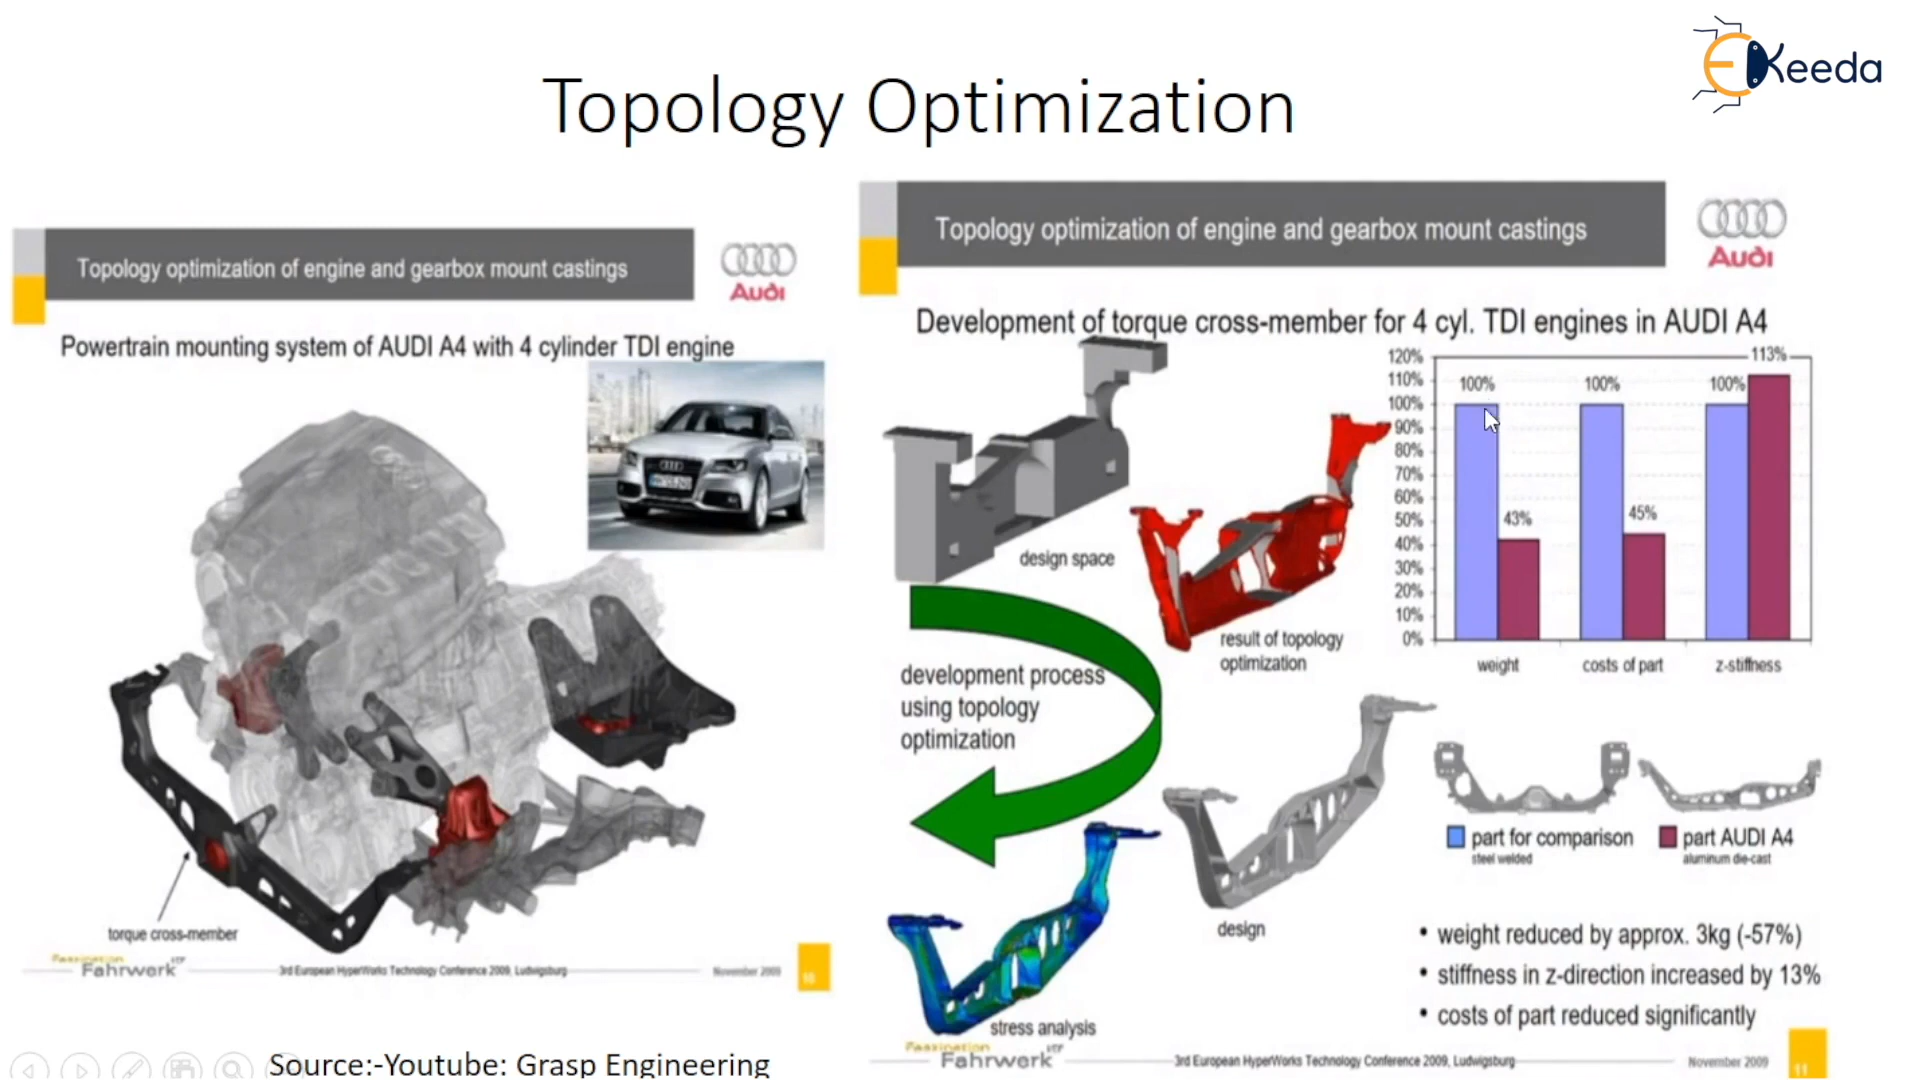 Topology Optimization
Keeda
Topology optimization of engine and gearbox mount castings
Audi
Powertrain mounting system of AUDI A4 with 4 cylinder TDI engine
torque cross-member
Faszination
Fahrwerk
3rd European HyperWorks Technology Conference 2009, Ludwigsburg
November 2009
10
Topology optimization of engine and gearbox mount castings
Audi
Development of torque cross-member for 4 cyl. TDI engines in AUDI A4
design space
result of topology
optimization
development process
using topology
optimization
design
stress analysis
120%
110%
100%
90%
80%
70%
60%
50%
40%
30%
20%
10%
0%
100%
43%
100%
45%
100%
113%
weight
costs of part
z-stiffness
part for comparison
steel welded
part AUDI A4
aluminum die-cast
• weight reduced by approx. 3kg (-57%)
• stiffness in z-direction increased by 13%
• costs of part reduced significantly
Faszination
Fahrwerk
3rd European HyperWorks Technology Conference 2009, Ludwigsburg
November 2009
11
Source:-Youtube: Grasp Engineering